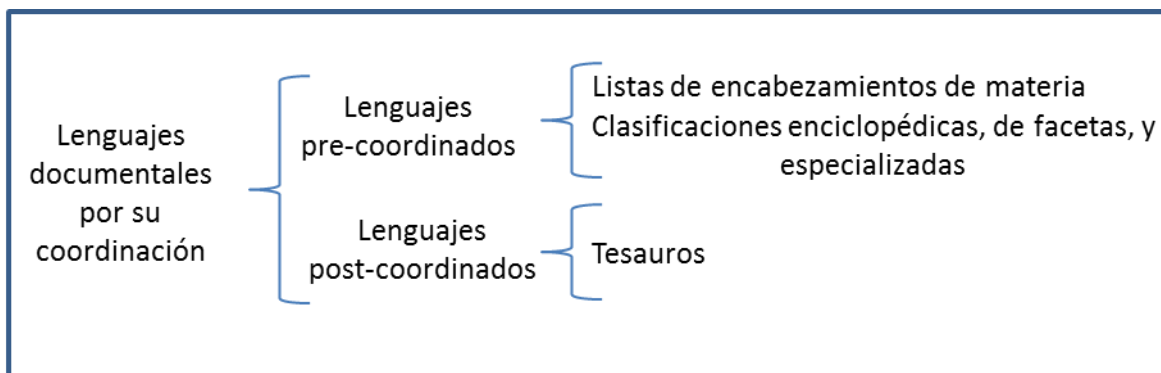 Lenguajes
documentales
por su
coordinación
Lenguajes
pre-coordinados
Listas de encabezamientos de materia
Clasificaciones enciclopédicas, de facetas, y
especializadas
Lenguajes
post-coordinados
Tesauros